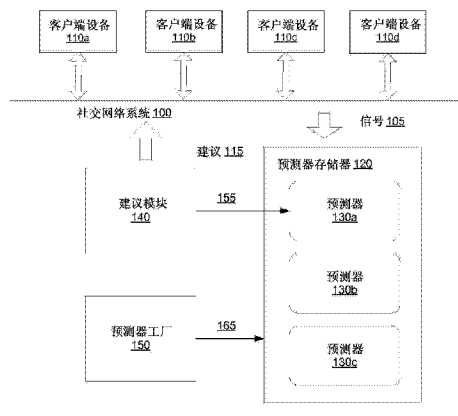 客户端设备
110a
客户端设备
110b
客户端设备
110c
客户端设备
110d
社交网络系统 100
信号 105
建议 115
预测器存储器 120
建议模块
140
155
预测器
130a
预测器
130b
预测器工厂
150
165
预测器
130c